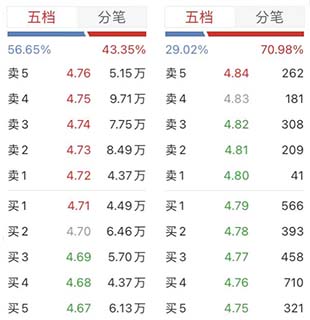 五档 分笔
56.65% 43.35%
卖5 4.76 5.15万
卖4 4.75 9.71万
卖3 4.74 7.75万
卖2 4.73 8.49万
卖1 4.72 4.37万
买1 4.71 4.49万
买2 4.70 6.46万
买3 4.69 5.70万
买4 4.68 4.37万
买5 4.67 6.13万
五档 分笔
29.02% 70.98%
卖5 4.84 262
卖4 4.83 181
卖3 4.82 308
卖2 4.81 209
卖1 4.80 41
买1 4.79 566
买2 4.78 393
买3 4.77 458
买4 4.76 710
买5 4.75 321